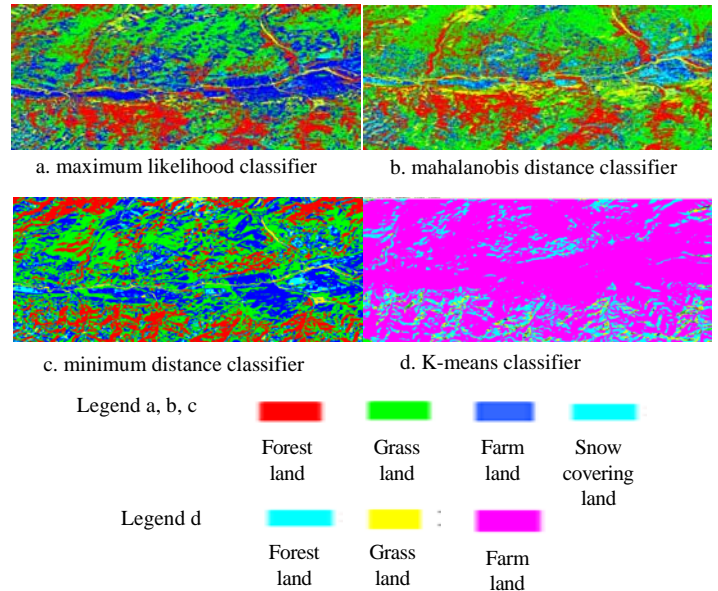 a. maximum likelihood classifier
b. mahalanobis distance classifier
c. minimum distance classifier
d. K-means classifier
Legend a, b, c
Forest
land
Grass
land
Farm
land
Snow
covering
land
Legend d
Forest
land
Grass
land
Farm
land